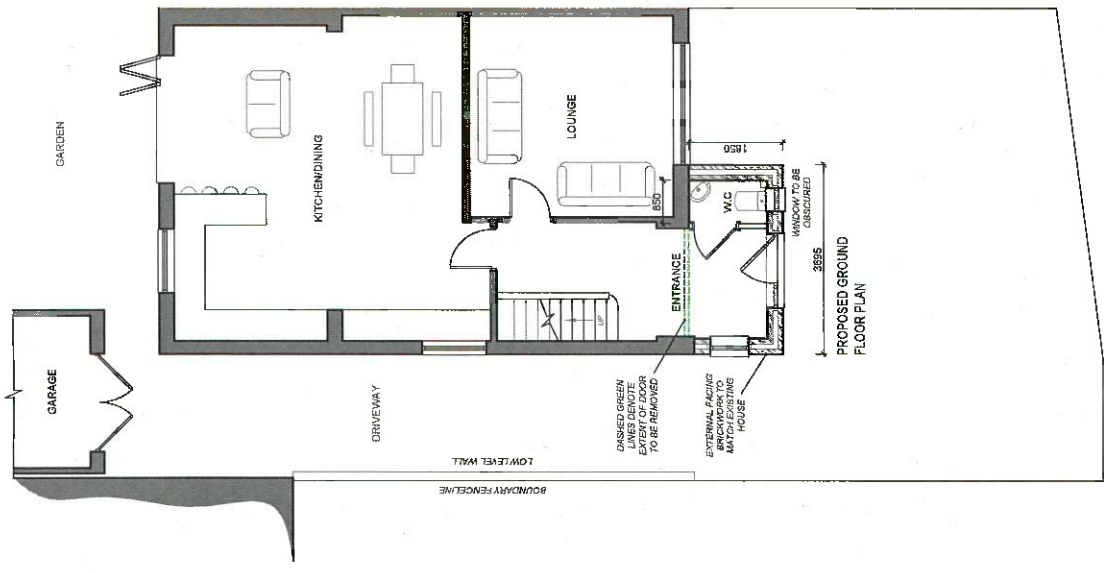 GARDEN
GARAGE
KITCHEN/DINING
LOUNGE
DRIVEWAY
LOW LEVEL WALL
BOUNDARY FENCELINE
DASHED GREEN
LINES DENOTE
EXTENT OF DOOR
TO BE REMOVED
ENTRANCE
UP
850
1850
W.C
WINDOW TO BE
OBSCURED
EXTERNAL FACING
BRICKWORK TO
MATCH EXISTING
HOUSE
3695
PROPOSED GROUND
FLOOR PLAN